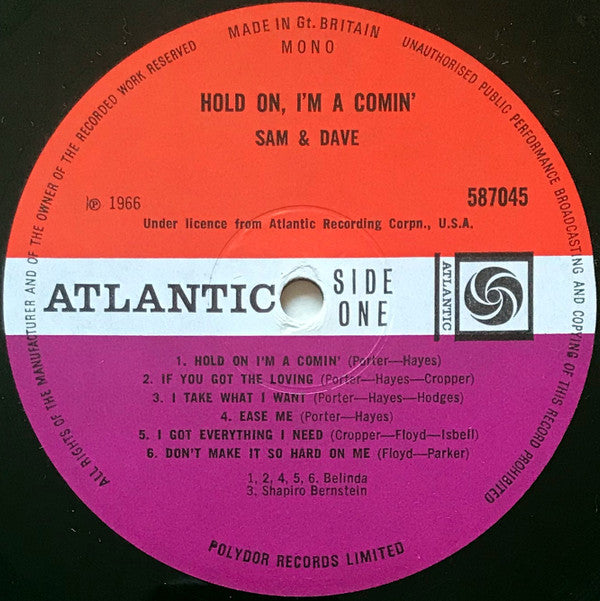 MADE IN Gt. BRITAIN
MONO
ALL RIGHTS OF THE MANUFACTURER AND OF THE OWNER OF THE RECORDED WORK RESERVED
UNAUTHORISED PUBLIC PERFORMANCE BROADCASTING AND COPYING OF THIS RECORD PROHIBITED
HOLD ON, I'M A COMIN'
SAM & DAVE
℗ 1966
587045
Under licence from Atlantic Recording Corpn., U.S.A.
ATLANTIC
SIDE
ONE
ATLANTIC
1. HOLD ON I'M A COMIN' (Porter—Hayes)
2. IF YOU GOT THE LOVING (Porter—Hayes—Cropper)
3. I TAKE WHAT I WANT (Porter—Hayes—Hodges)
4. EASE ME (Porter—Hayes)
5. I GOT EVERYTHING I NEED (Cropper—Floyd—Isbell)
6. DON'T MAKE IT SO HARD ON ME (Floyd—Parker)
1, 2, 4, 5, 6. Belinda
3. Shapiro Bernstein
POLYDOR RECORDS LIMITED